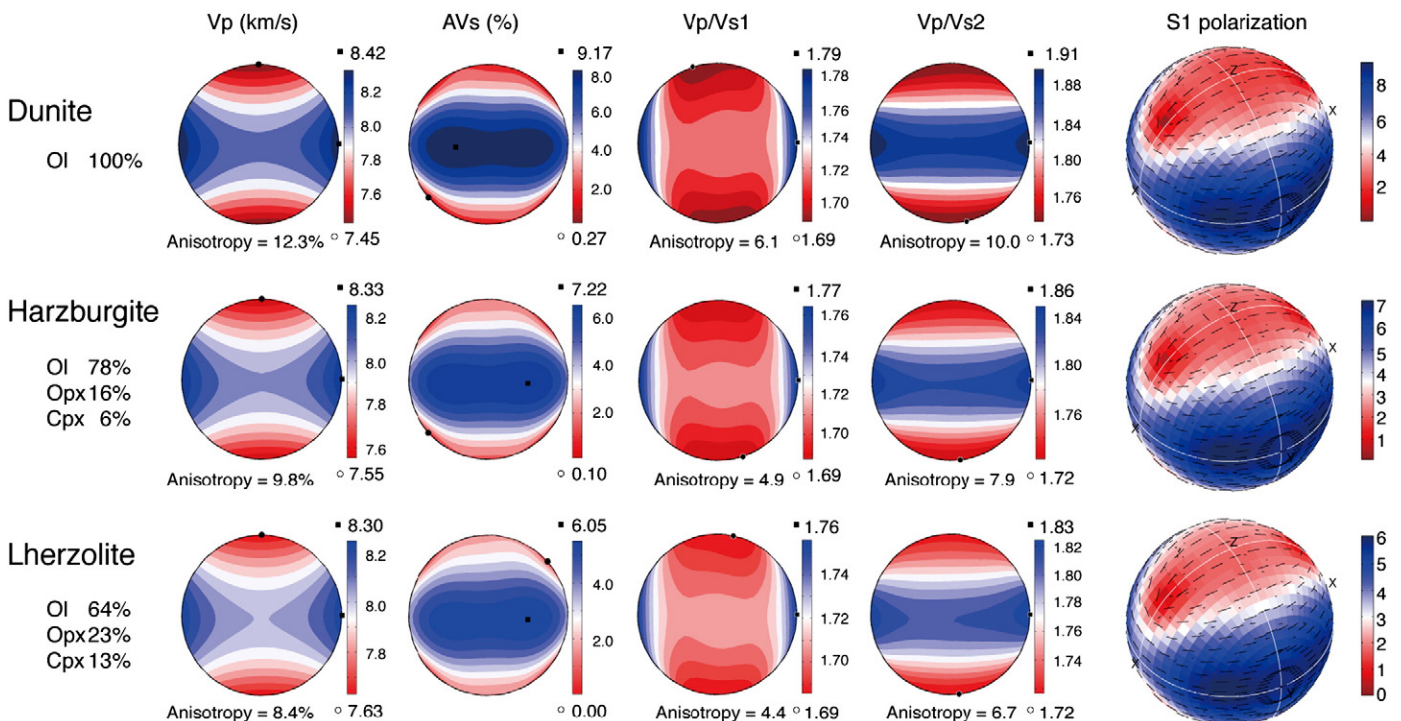 Vp (km/s) AVs (%) Vp/Vs1 Vp/Vs2 S1 polarization
Dunite
Ol 100%
8.42
8.2
8.0
7.8
7.6
Anisotropy = 12.3% 7.45
9.17
8.0
6.0
4.0
2.0
0.27
1.79
1.78
1.76
1.74
1.72
1.70
Anisotropy = 6.1 1.69
1.91
1.88
1.84
1.80
1.76
Anisotropy = 10.0 1.73
Z
X
X
Y
8
6
4
2
Harzburgite
Ol 78%
Opx 16%
Cpx 6%
8.33
8.2
8.0
7.8
7.6
Anisotropy = 9.8% 7.55
7.22
6.0
4.0
2.0
0.10
1.77
1.76
1.74
1.72
1.70
Anisotropy = 4.9 1.69
1.86
1.84
1.80
1.76
Anisotropy = 7.9 1.72
Z
X
X
Y
7
6
5
4
3
2
1
Lherzolite
Ol 64%
Opx 23%
Cpx 13%
8.30
8.2
8.0
7.8
Anisotropy = 8.4% 7.63
6.05
4.0
2.0
0.00
1.76
1.74
1.72
1.70
Anisotropy = 4.4 1.69
1.83
1.82
1.80
1.78
1.76
1.74
Anisotropy = 6.7 1.72
Z
X
X
Y
6
5
4
3
2
1
0